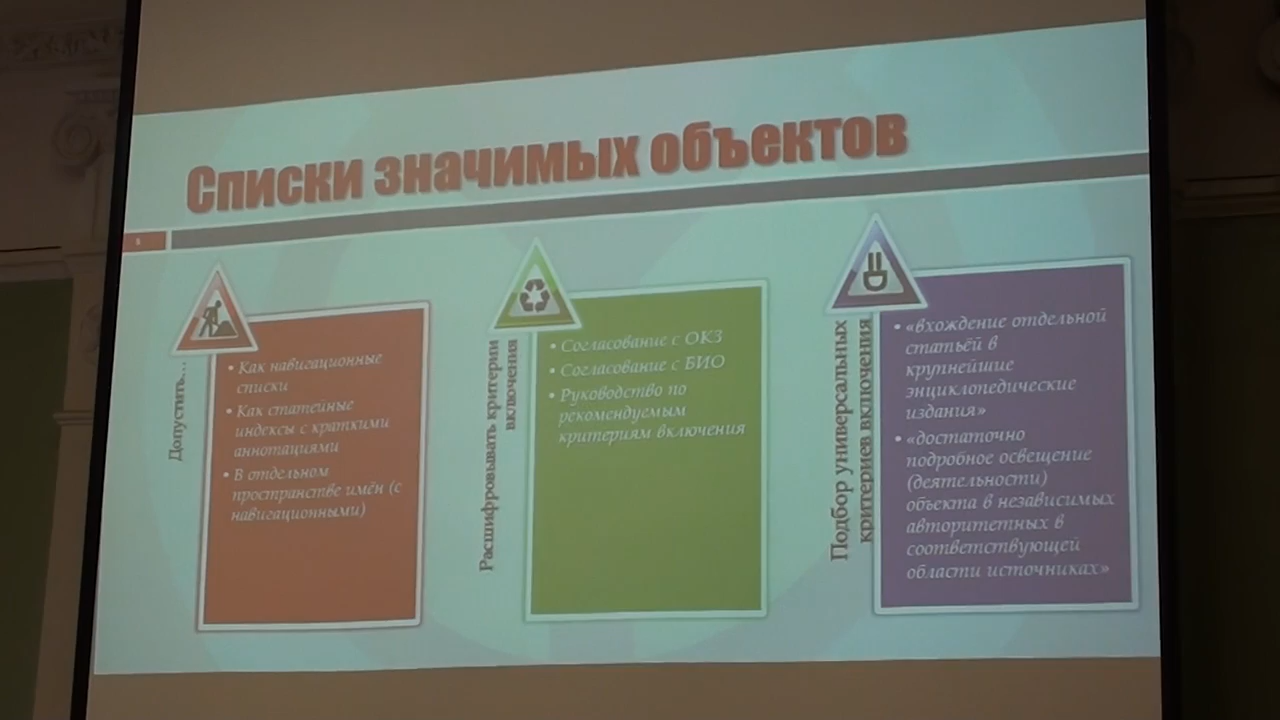 Списки значимых объектов
5
Допустить...
• Как навигационные
списки
• Как статейные
индексы с краткими
аннотациями
• В отдельном
пространстве имён (с
навигационными)
Расшифровывать критерии
включения
• Согласование с ОКЗ
• Согласование с БИО
• Руководство по
рекомендуемым
критериям включения
Подбор универсальных
критериев включения
• «вхождение отдельной
статьёй в
крупнейшие
энциклопедические
издания»
• «достаточно
подробное освещение
(деятельности)
объекта в независимых
авторитетных в
соответствующей
области источниках»